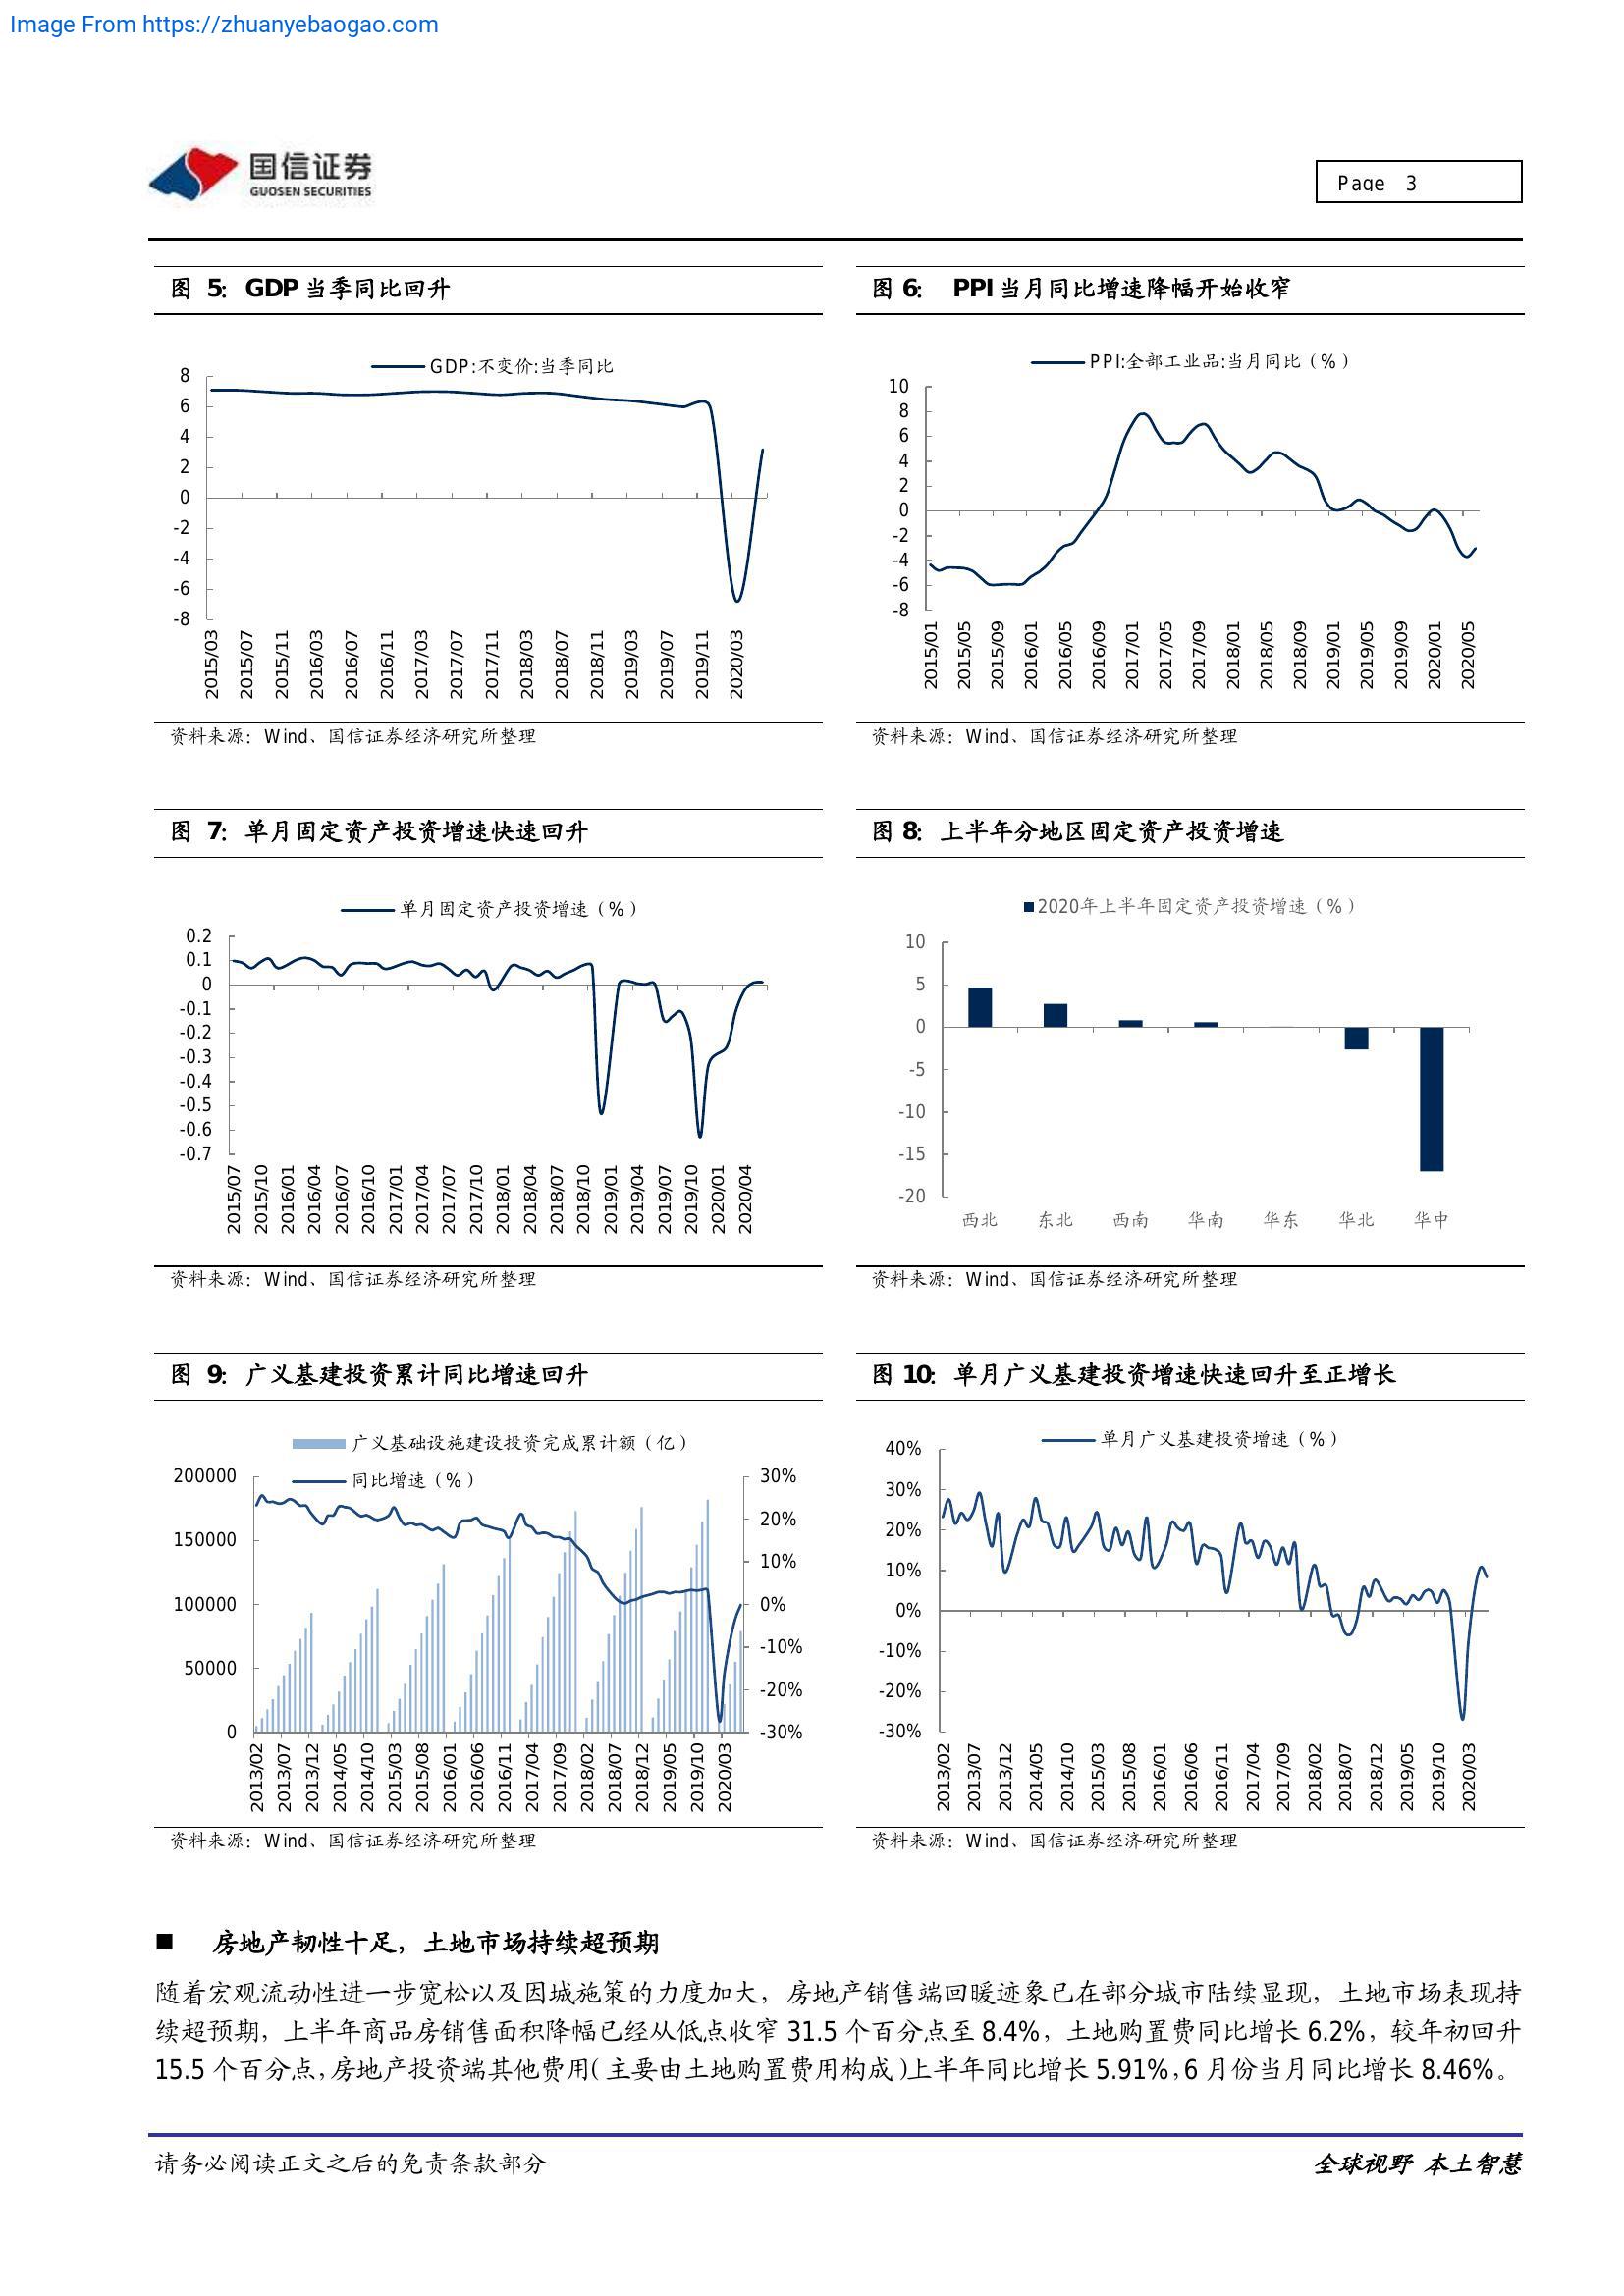 Image From https://zhuanyebaogao.com
国信证券
GUOSEN SECURITIES
Page 3
图 5：GDP 当季同比回升
图 6： PPI 当月同比增速降幅开始收窄
GDP:不变价:当季同比
8
6
4
2
0
-2
-4
-6
-8
2015/03 2015/07 2015/11 2016/03 2016/07 2016/11 2017/03 2017/07 2017/11 2018/03 2018/07 2018/11 2019/03 2019/07 2019/11 2020/03
PPI:全部工业品:当月同比（%）
10
8
6
4
2
0
-2
-4
-6
-8
2015/01 2015/05 2015/09 2016/01 2016/05 2016/09 2017/01 2017/05 2017/09 2018/01 2018/05 2018/09 2019/01 2019/05 2019/09 2020/01 2020/05
资料来源：Wind、国信证券经济研究所整理
资料来源：Wind、国信证券经济研究所整理
图 7：单月固定资产投资增速快速回升
图 8：上半年分地区固定资产投资增速
单月固定资产投资增速（%）
0.2
0.1
0
-0.1
-0.2
-0.3
-0.4
-0.5
-0.6
-0.7
2015/07 2015/10 2016/01 2016/04 2016/07 2016/10 2017/01 2017/04 2017/07 2017/10 2018/01 2018/04 2018/07 2018/10 2019/01 2019/04 2019/07 2019/10 2020/01 2020/04
2020年上半年固定资产投资增速（%）
10
5
0
-5
-10
-15
-20
西北 东北 西南 华南 华东 华北 华中
资料来源：Wind、国信证券经济研究所整理
资料来源：Wind、国信证券经济研究所整理
图 9：广义基建投资累计同比增速回升
图 10：单月广义基建投资增速快速回升至正增长
广义基础设施建设投资完成累计额（亿）
同比增速（%）
200000
150000
100000
50000
0
30%
20%
10%
0%
-10%
-20%
-30%
2013/02 2013/07 2013/12 2014/05 2014/10 2015/03 2015/08 2016/01 2016/06 2016/11 2017/04 2017/09 2018/02 2018/07 2018/12 2019/05 2019/10 2020/03
单月广义基建投资增速（%）
40%
30%
20%
10%
0%
-10%
-20%
-30%
2013/02 2013/07 2013/12 2014/05 2014/10 2015/03 2015/08 2016/01 2016/06 2016/11 2017/04 2017/09 2018/02 2018/07 2018/12 2019/05 2019/10 2020/03
资料来源：Wind、国信证券经济研究所整理
资料来源：Wind、国信证券经济研究所整理
■ 房地产韧性十足，土地市场持续超预期
随着宏观流动性进一步宽松以及因城施策的力度加大，房地产销售端回暖迹象已在部分城市陆续显现，土地市场表现持
续超预期，上半年商品房销售面积降幅已经从低点收窄 31.5 个百分点至 8.4%，土地购置费同比增长 6.2%，较年初回升
15.5 个百分点，房地产投资端其他费用（主要由土地购置费用构成）上半年同比增长 5.91%，6 月份当月同比增长 8.46%。
请务必阅读正文之后的免责条款部分
全球视野 本土智慧